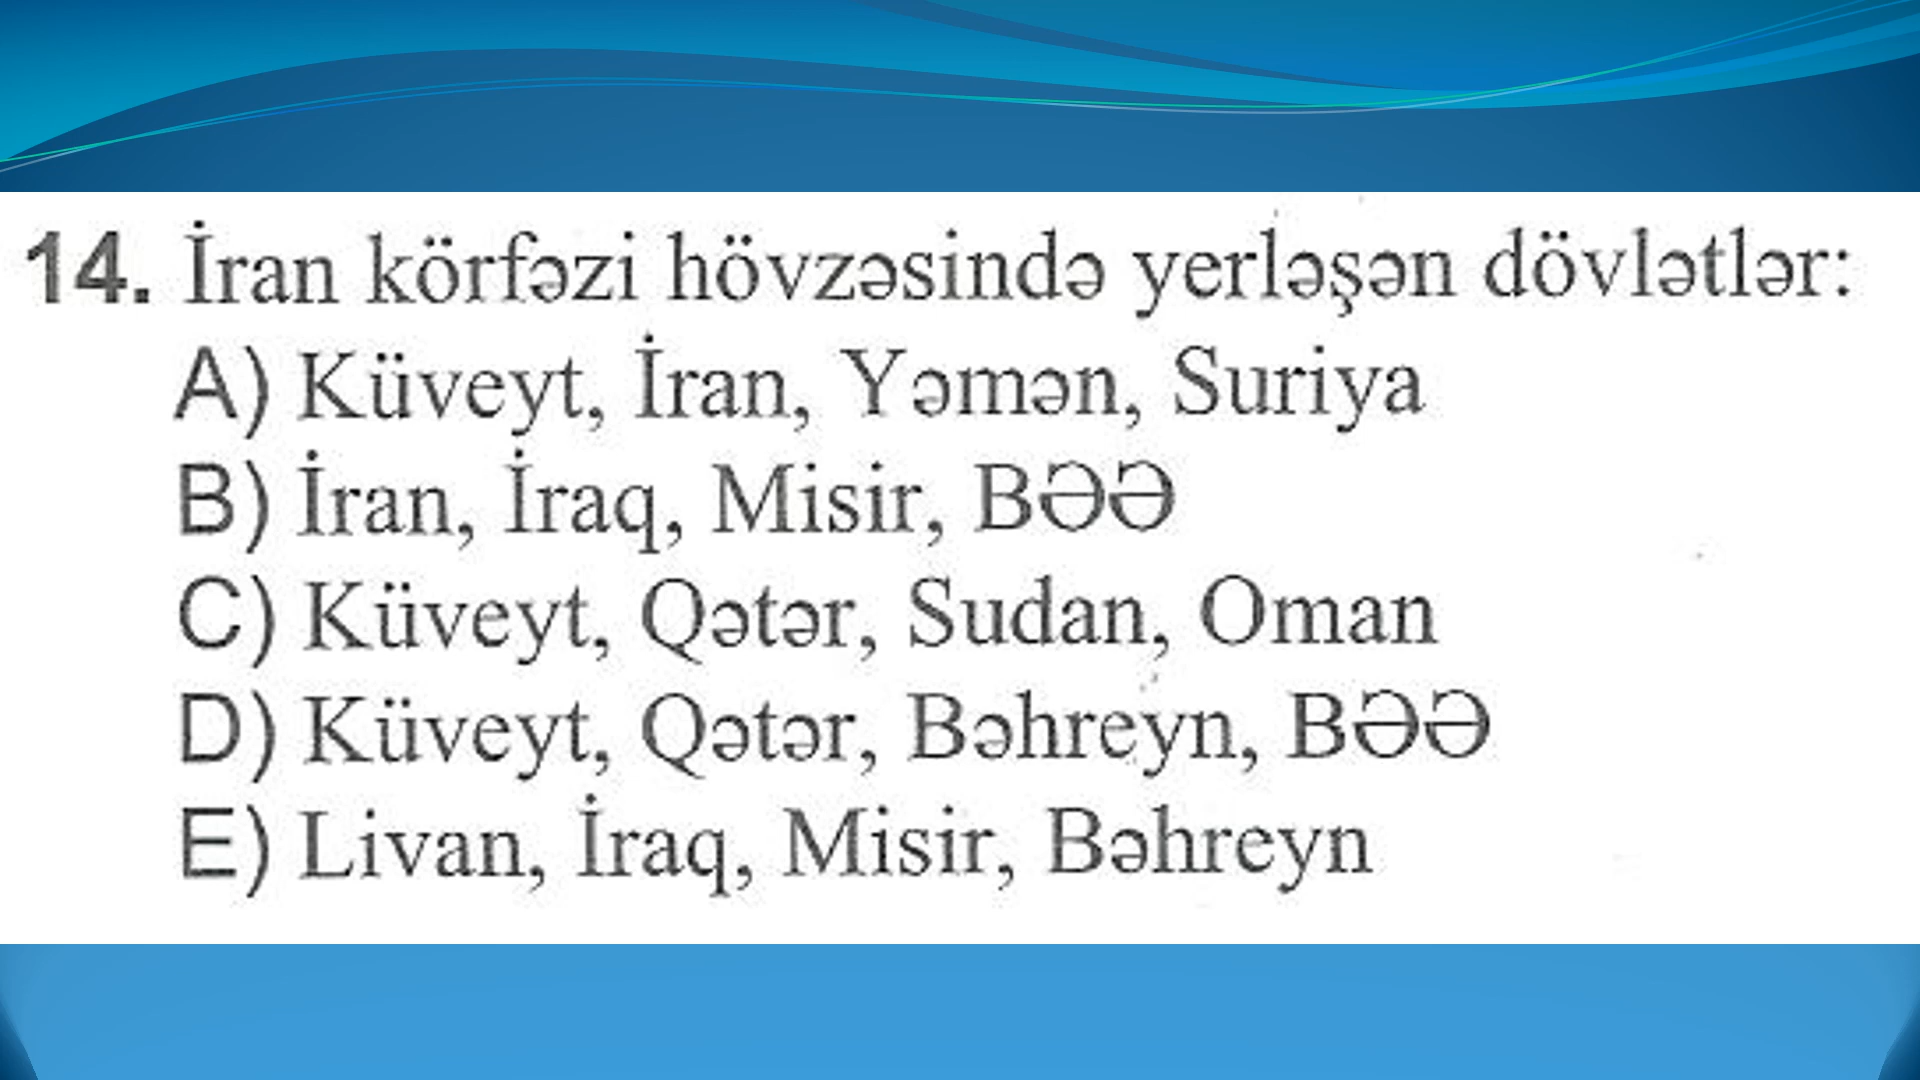 14. İran körfəzi hövzəsində yerləşən dövlətlər:
A) Küveyt, İran, Yəmən, Suriya
B) İran, İraq, Misir, BƏƏ
C) Küveyt, Qətər, Sudan, Oman
D) Küveyt, Qətər, Bəhreyn, BƏƏ
E) Livan, İraq, Misir, Bəhreyn